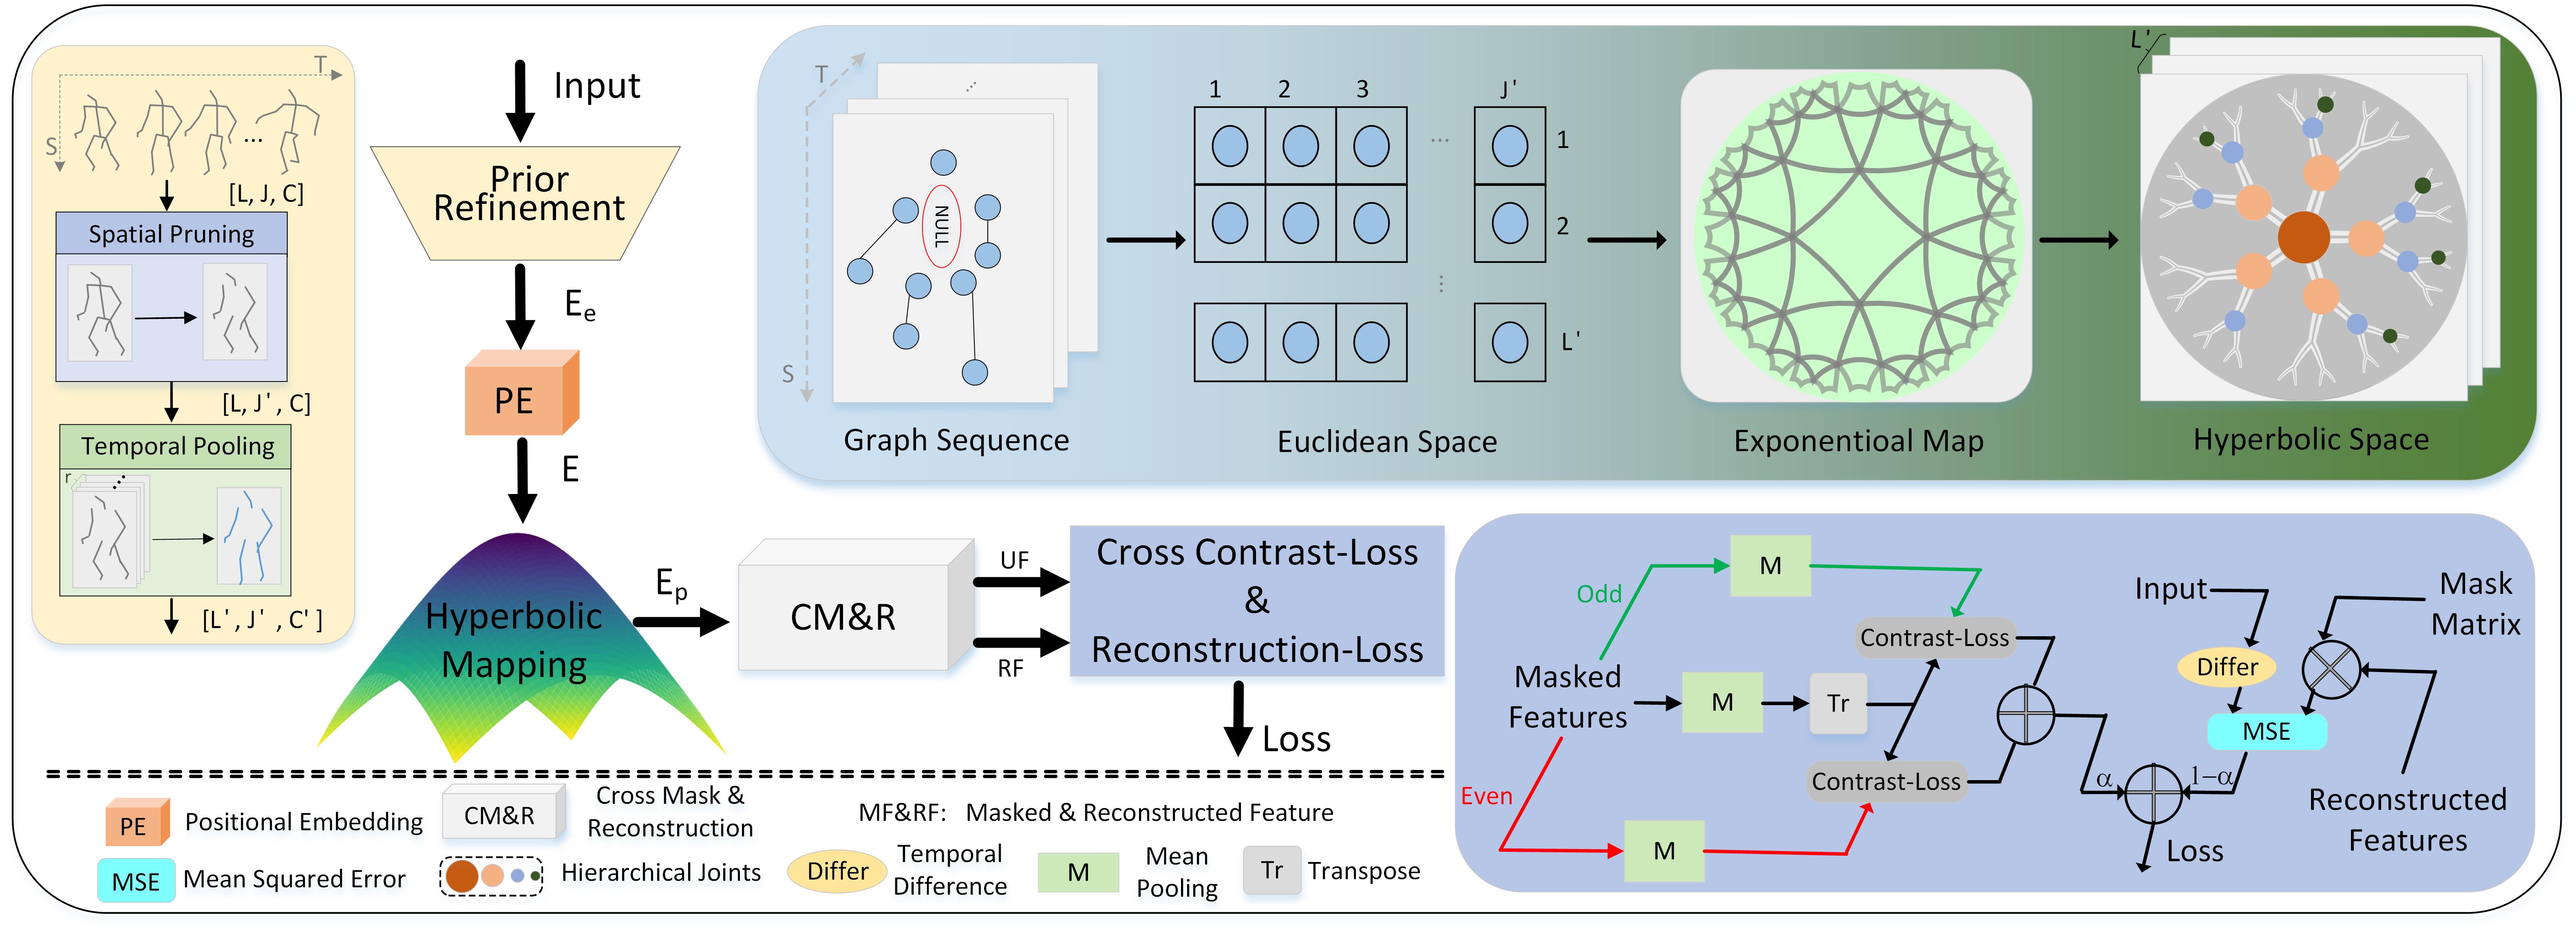 T
S
...
[L, J, C]
Spatial Pruning
[L, J', C]
Temporal Pooling
r
[L', J', C']
Input
Prior
Refinement
Ee
PE
E
Hyperbolic
Mapping
Ep
CM&R
UF
RF
Cross Contrast-Loss
&
Reconstruction-Loss
Loss
T
S
...
NULL
Graph Sequence
1 2 3 ... J'
1
2
...
L'
Euclidean Space
Exponentioal Map
L'
Hyperbolic Space
Odd
M
Masked
Features
M
Tr
Even
M
Contrast-Loss
Contrast-Loss
Input
Mask
Matrix
Differ
MSE
α
1-α
Reconstructed
Features
Loss
PE
Positional Embedding
CM&R
Cross Mask &
Reconstruction
MF&RF: Masked & Reconstructed Feature
MSE
Mean Squared Error
Hierarchical Joints
Differ
Temporal
Difference
M
Mean
Pooling
Tr
Transpose